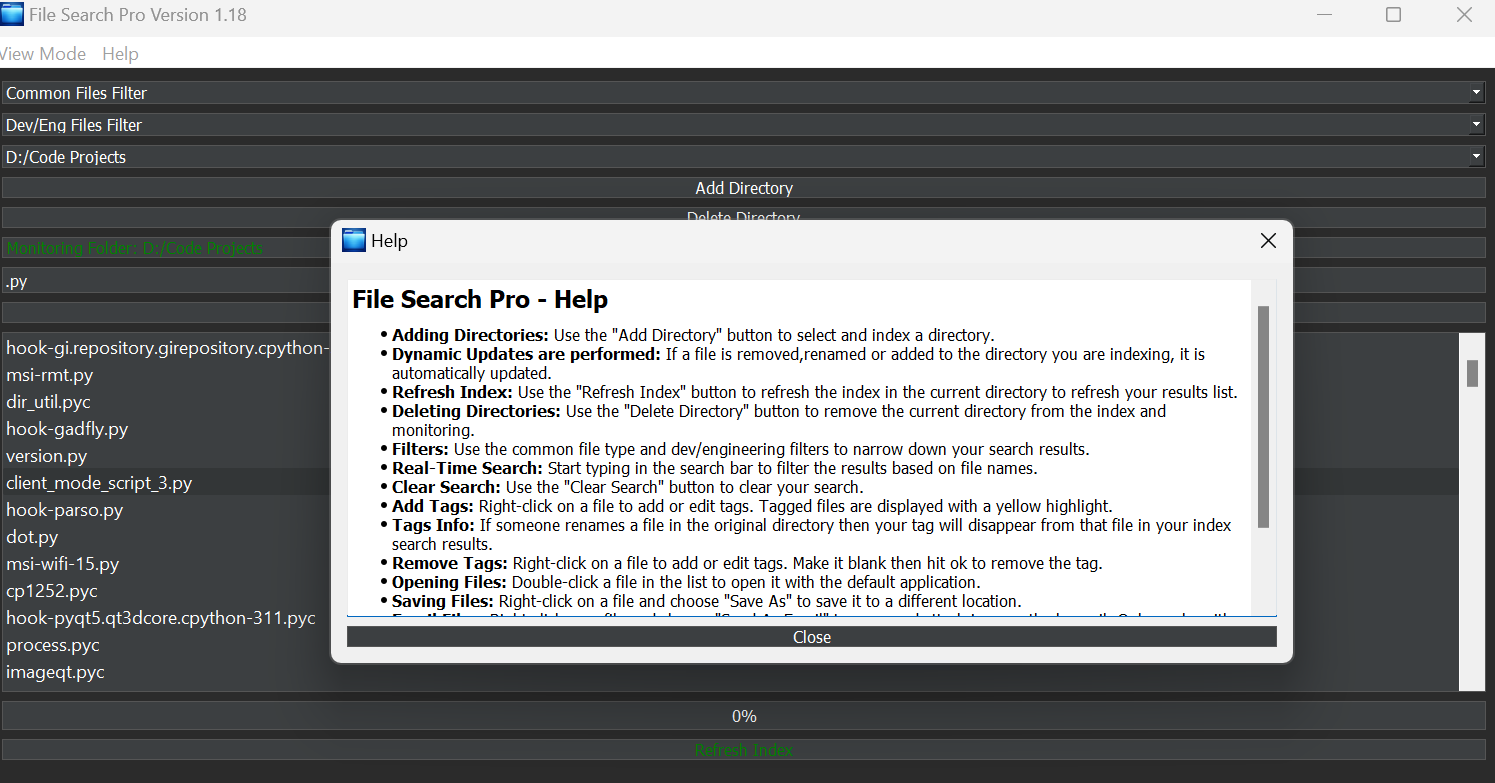 File Search Pro Version 1.18
View Mode Help
Common Files Filter
Dev/Eng Files Filter
D:/Code Projects
Add Directory
Delete Directory
Monitoring Folder: D:/Code Projects
.py
hook-gi.repository.girepository.cpython-
msi-rmt.py
dir_util.pyc
hook-gadfly.py
version.py
client_mode_script_3.py
hook-parso.py
dot.py
msi-wifi-15.py
cp1252.pyc
hook-pyqt5.qt3dcore.cpython-311.pyc
process.pyc
imageqt.pyc
Help
File Search Pro - Help
• Adding Directories: Use the "Add Directory" button to select and index a directory.
• Dynamic Updates are performed: If a file is removed,renamed or added to the directory you are indexing, it is
automatically updated.
• Refresh Index: Use the "Refresh Index" button to refresh the index in the current directory to refresh your results list.
• Deleting Directories: Use the "Delete Directory" button to remove the current directory from the index and
monitoring.
• Filters: Use the common file type and dev/engineering filters to narrow down your search results.
• Real-Time Search: Start typing in the search bar to filter the results based on file names.
• Clear Search: Use the "Clear Search" button to clear your search.
• Add Tags: Right-click on a file to add or edit tags. Tagged files are displayed with a yellow highlight.
• Tags Info: If someone renames a file in the original directory then your tag will disappear from that file in your index
search results.
• Remove Tags: Right-click on a file to add or edit tags. Make it blank then hit ok to remove the tag.
• Opening Files: Double-click a file in the list to open it with the default application.
• Saving Files: Right-click on a file and choose "Save As" to save it to a different location.
Close
0%
Refresh Index